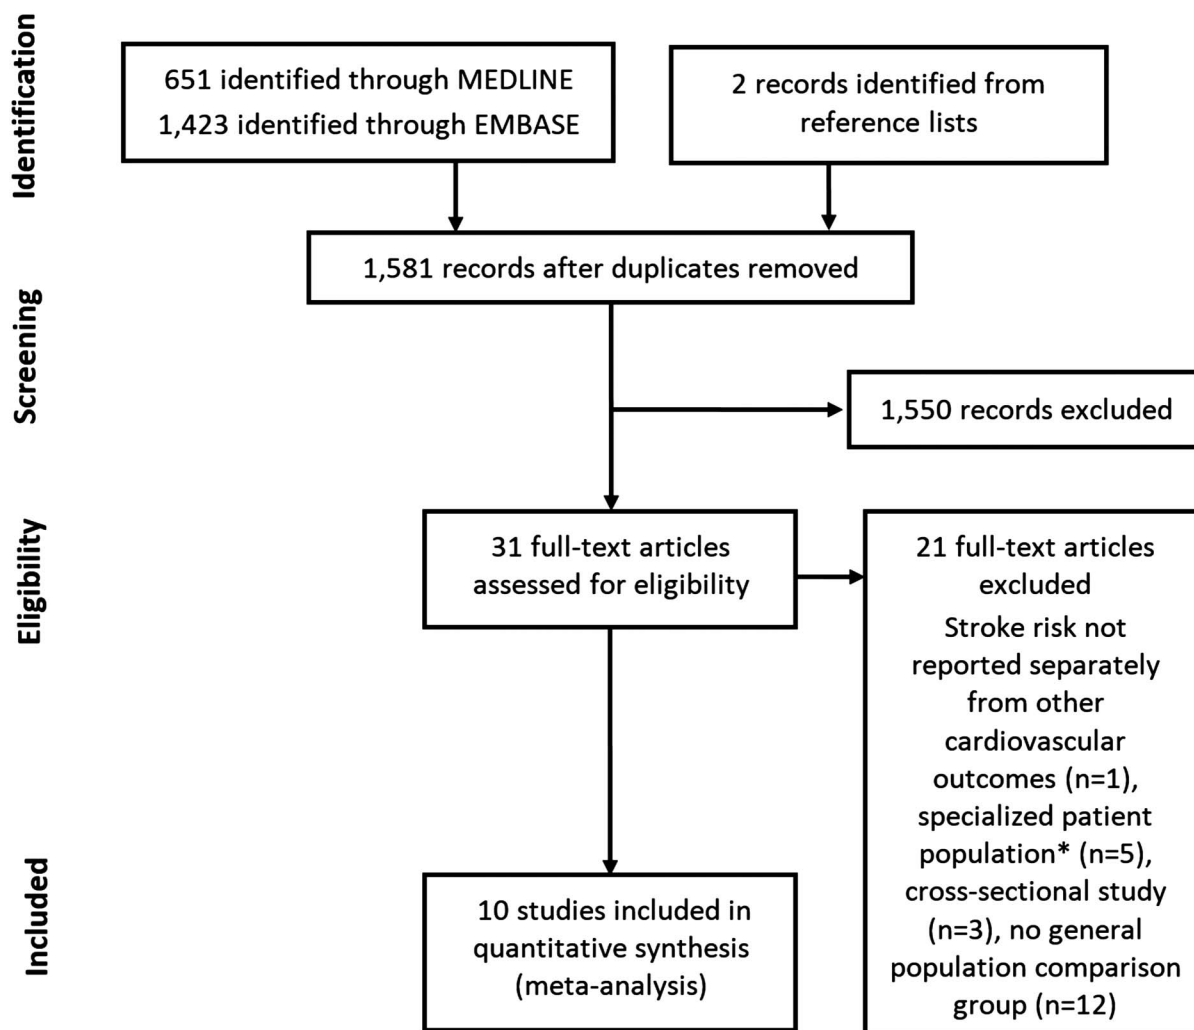 Identification
651 identified through MEDLINE
1,423 identified through EMBASE
2 records identified from
reference lists
Screening
1,581 records after duplicates removed
1,550 records excluded
Eligibility
31 full-text articles
assessed for eligibility
21 full-text articles
excluded
Stroke risk not
reported separately
from other
cardiovascular
outcomes (n=1),
specialized patient
population* (n=5),
cross-sectional study
(n=3), no general
population comparison
group (n=12)
Included
10 studies included in
quantitative synthesis
(meta-analysis)